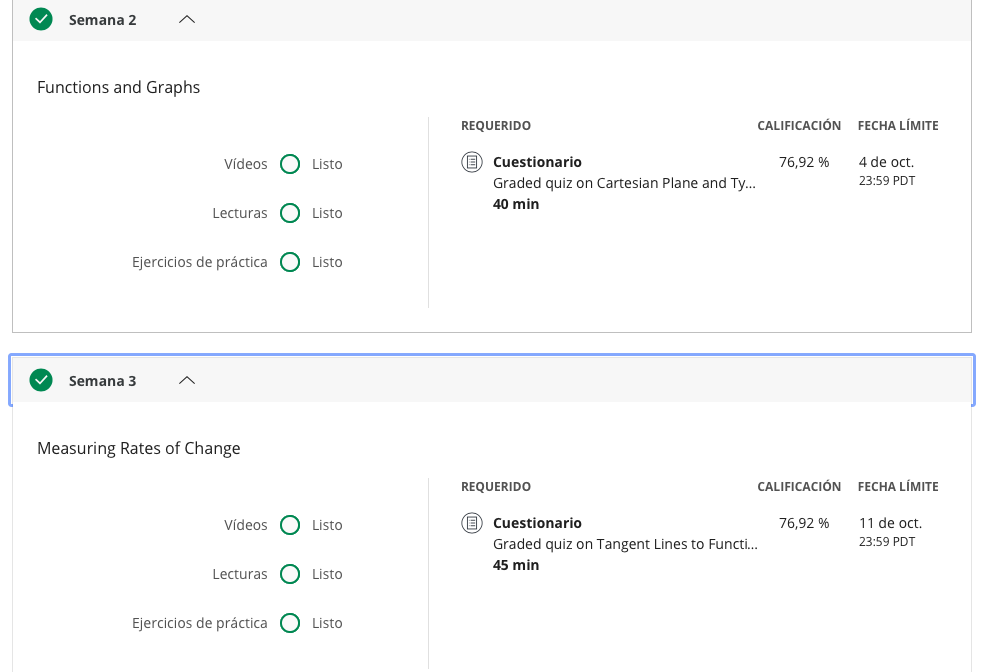 Semana 2
Functions and Graphs
REQUERIDO CALIFICACIÓN FECHA LÍMITE
Vídeos Listo
Cuestionario 76,92 % 4 de oct.
Graded quiz on Cartesian Plane and Ty... 23:59 PDT
40 min
Lecturas Listo
Ejercicios de práctica Listo
Semana 3
Measuring Rates of Change
REQUERIDO CALIFICACIÓN FECHA LÍMITE
Vídeos Listo
Cuestionario 76,92 % 11 de oct.
Graded quiz on Tangent Lines to Functi... 23:59 PDT
45 min
Lecturas Listo
Ejercicios de práctica Listo